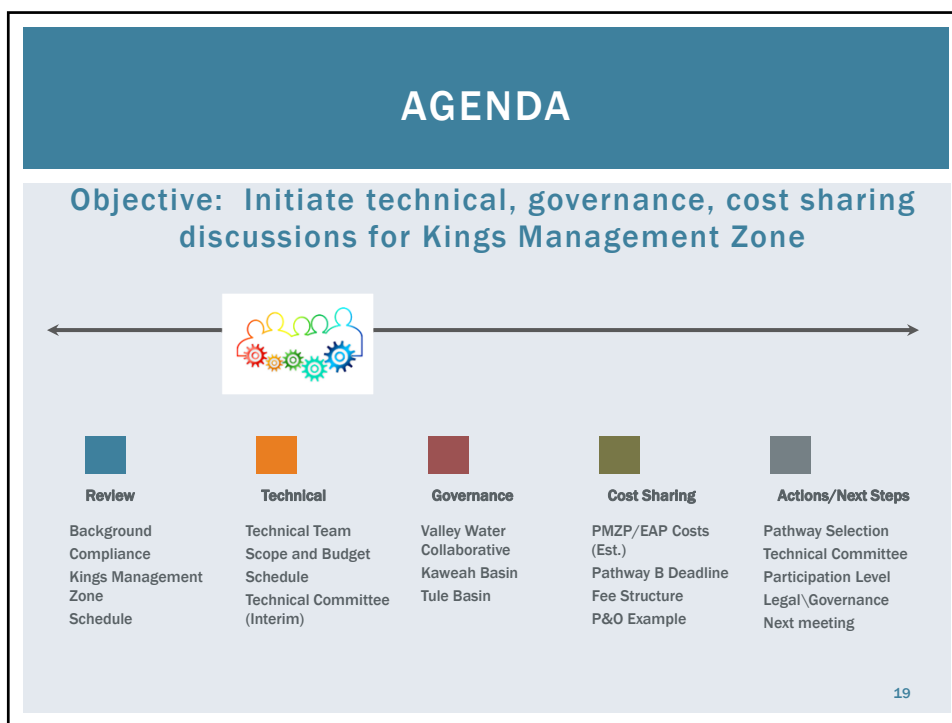 AGENDA
Objective: Initiate technical, governance, cost sharing
discussions for Kings Management Zone
Review
Background
Compliance
Kings Management
Zone
Schedule
Technical
Technical Team
Scope and Budget
Schedule
Technical Committee
(Interim)
Governance
Valley Water
Collaborative
Kaweah Basin
Tule Basin
Cost Sharing
PMZP/EAP Costs
(Est.)
Pathway B Deadline
Fee Structure
P&O Example
Actions/Next Steps
Pathway Selection
Technical Committee
Participation Level
Legal\Governance
Next meeting
19